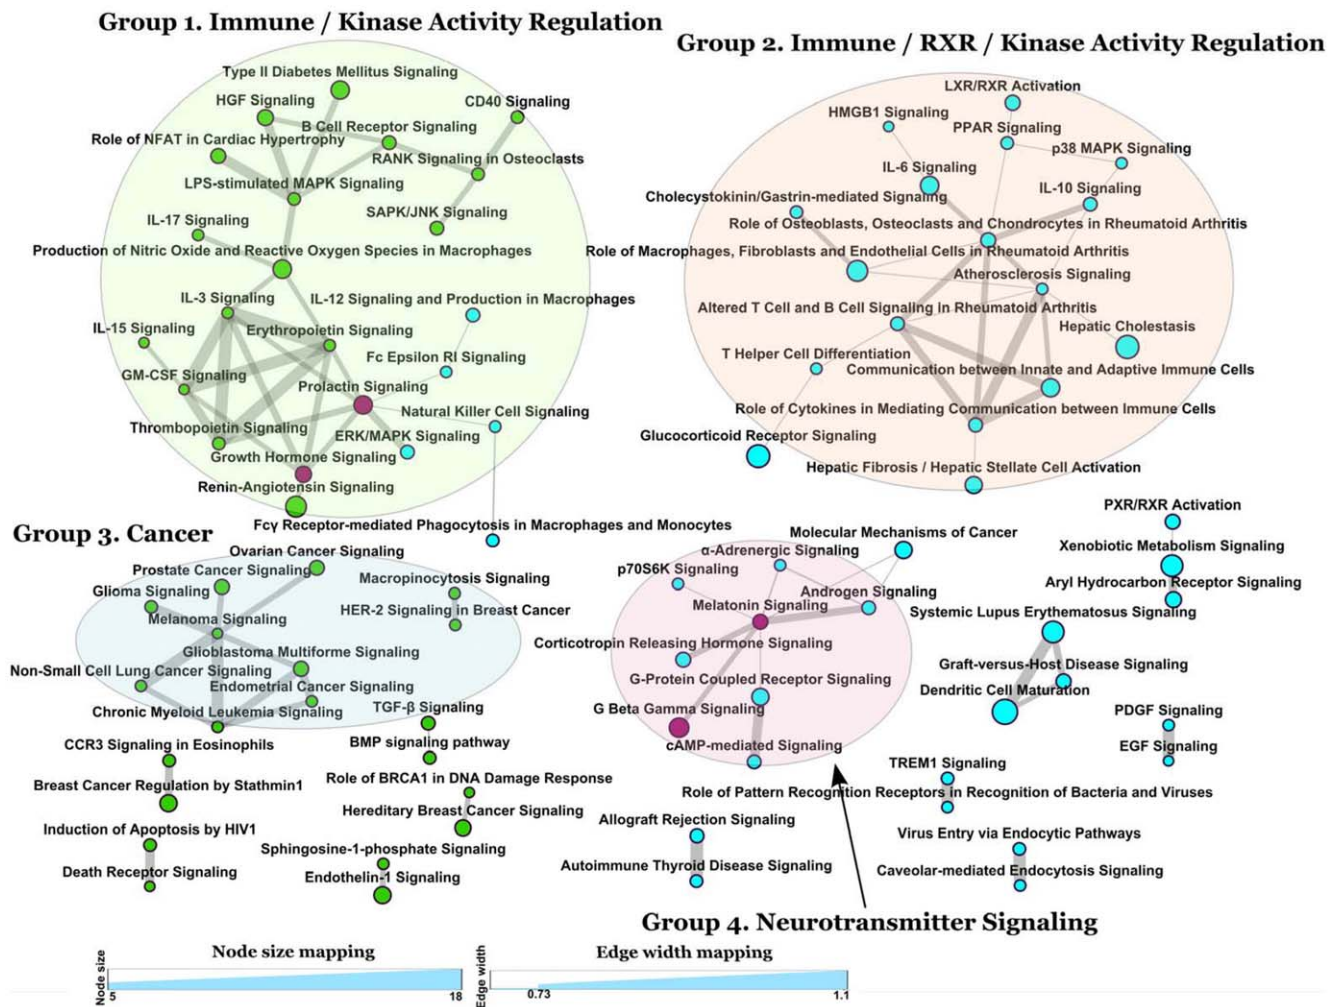 Group 1. Immune / Kinase Activity Regulation
Type II Diabetes Mellitus Signaling
HGF Signaling
CD40 Signaling
B Cell Receptor Signaling
Role of NFAT in Cardiac Hypertrophy
RANK Signaling in Osteoclasts
LPS-stimulated MAPK Signaling
SAPK/JNK Signaling
IL-17 Signaling
Production of Nitric Oxide and Reactive Oxygen Species in Macrophages
IL-3 Signaling
IL-12 Signaling and Production in Macrophages
IL-15 Signaling
Erythropoietin Signaling
Fc Epsilon RI Signaling
GM-CSF Signaling
Prolactin Signaling
Natural Killer Cell Signaling
Thrombopoietin Signaling
ERK/MAPK Signaling
Growth Hormone Signaling
Renin-Angiotensin Signaling
Fcγ Receptor-mediated Phagocytosis in Macrophages and Monocytes
Group 2. Immune / RXR / Kinase Activity Regulation
LXR/RXR Activation
HMGB1 Signaling
PPAR Signaling
p38 MAPK Signaling
IL-6 Signaling
IL-10 Signaling
Cholecystokinin/Gastrin-mediated Signaling
Role of Osteoblasts, Osteoclasts and Chondrocytes in Rheumatoid Arthritis
Role of Macrophages, Fibroblasts and Endothelial Cells in Rheumatoid Arthritis
Atherosclerosis Signaling
Altered T Cell and B Cell Signaling in Rheumatoid Arthritis
Hepatic Cholestasis
T Helper Cell Differentiation
Communication between Innate and Adaptive Immune Cells
Role of Cytokines in Mediating Communication between Immune Cells
Glucocorticoid Receptor Signaling
Hepatic Fibrosis / Hepatic Stellate Cell Activation
Group 3. Cancer
Ovarian Cancer Signaling
Prostate Cancer Signaling
Macropinocytosis Signaling
Glioma Signaling
HER-2 Signaling in Breast Cancer
Melanoma Signaling
Glioblastoma Multiforme Signaling
Non-Small Cell Lung Cancer Signaling
Endometrial Cancer Signaling
Chronic Myeloid Leukemia Signaling
TGF-β Signaling
CCR3 Signaling in Eosinophils
BMP signaling pathway
Breast Cancer Regulation by Stathmin1
Role of BRCA1 in DNA Damage Response
Hereditary Breast Cancer Signaling
Induction of Apoptosis by HIV1
Sphingosine-1-phosphate Signaling
Death Receptor Signaling
Endothelin-1 Signaling
Molecular Mechanisms of Cancer
α-Adrenergic Signaling
p70S6K Signaling
Androgen Signaling
Melatonin Signaling
Corticotropin Releasing Hormone Signaling
G-Protein Coupled Receptor Signaling
G Beta Gamma Signaling
cAMP-mediated Signaling
PXR/RXR Activation
Xenobiotic Metabolism Signaling
Aryl Hydrocarbon Receptor Signaling
Systemic Lupus Erythematosus Signaling
Graft-versus-Host Disease Signaling
Dendritic Cell Maturation
PDGF Signaling
EGF Signaling
TREM1 Signaling
Role of Pattern Recognition Receptors in Recognition of Bacteria and Viruses
Allograft Rejection Signaling
Virus Entry via Endocytic Pathways
Autoimmune Thyroid Disease Signaling
Caveolar-mediated Endocytosis Signaling
Group 4. Neurotransmitter Signaling
Node size mapping
Node size
5
18
Edge width mapping
Edge width
0.73
1.1